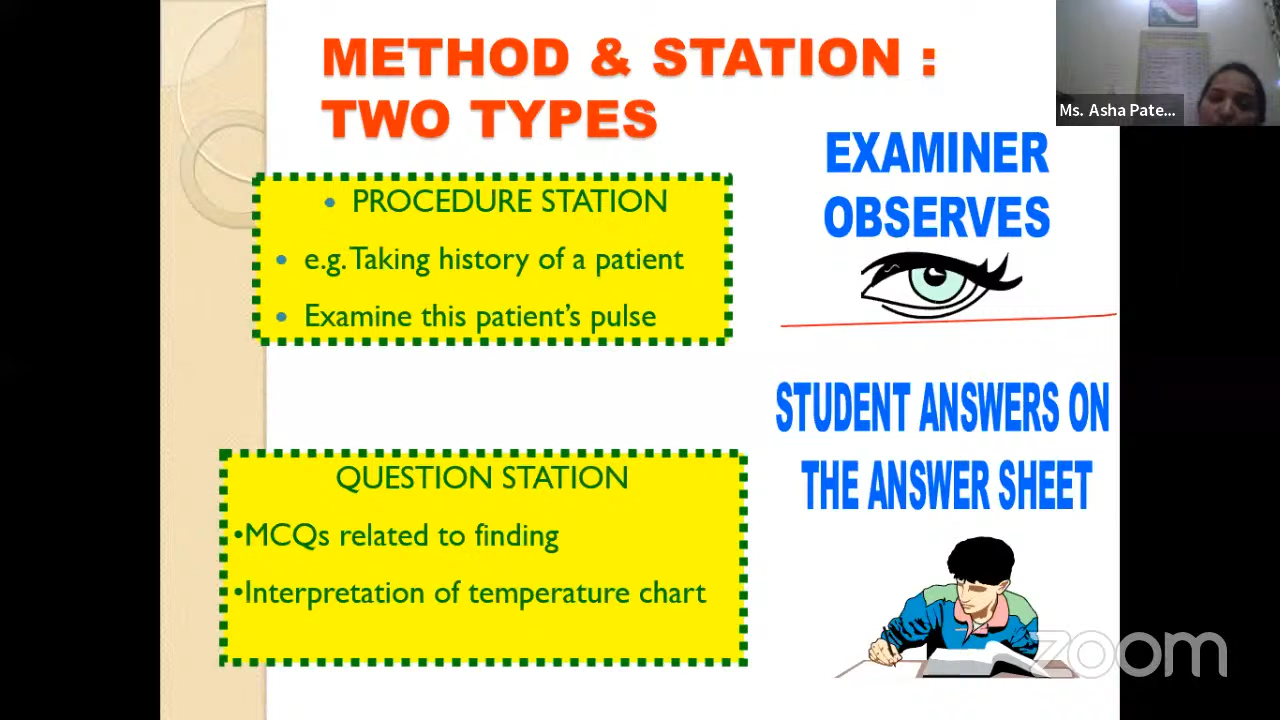 METHOD & STATION :
TWO TYPES
Ms. Asha Pate...
EXAMINER
OBSERVES
• PROCEDURE STATION
• e.g. Taking history of a patient
• Examine this patient's pulse
STUDENT ANSWERS ON
THE ANSWER SHEET
QUESTION STATION
•MCQs related to finding
•Interpretation of temperature chart
zoom